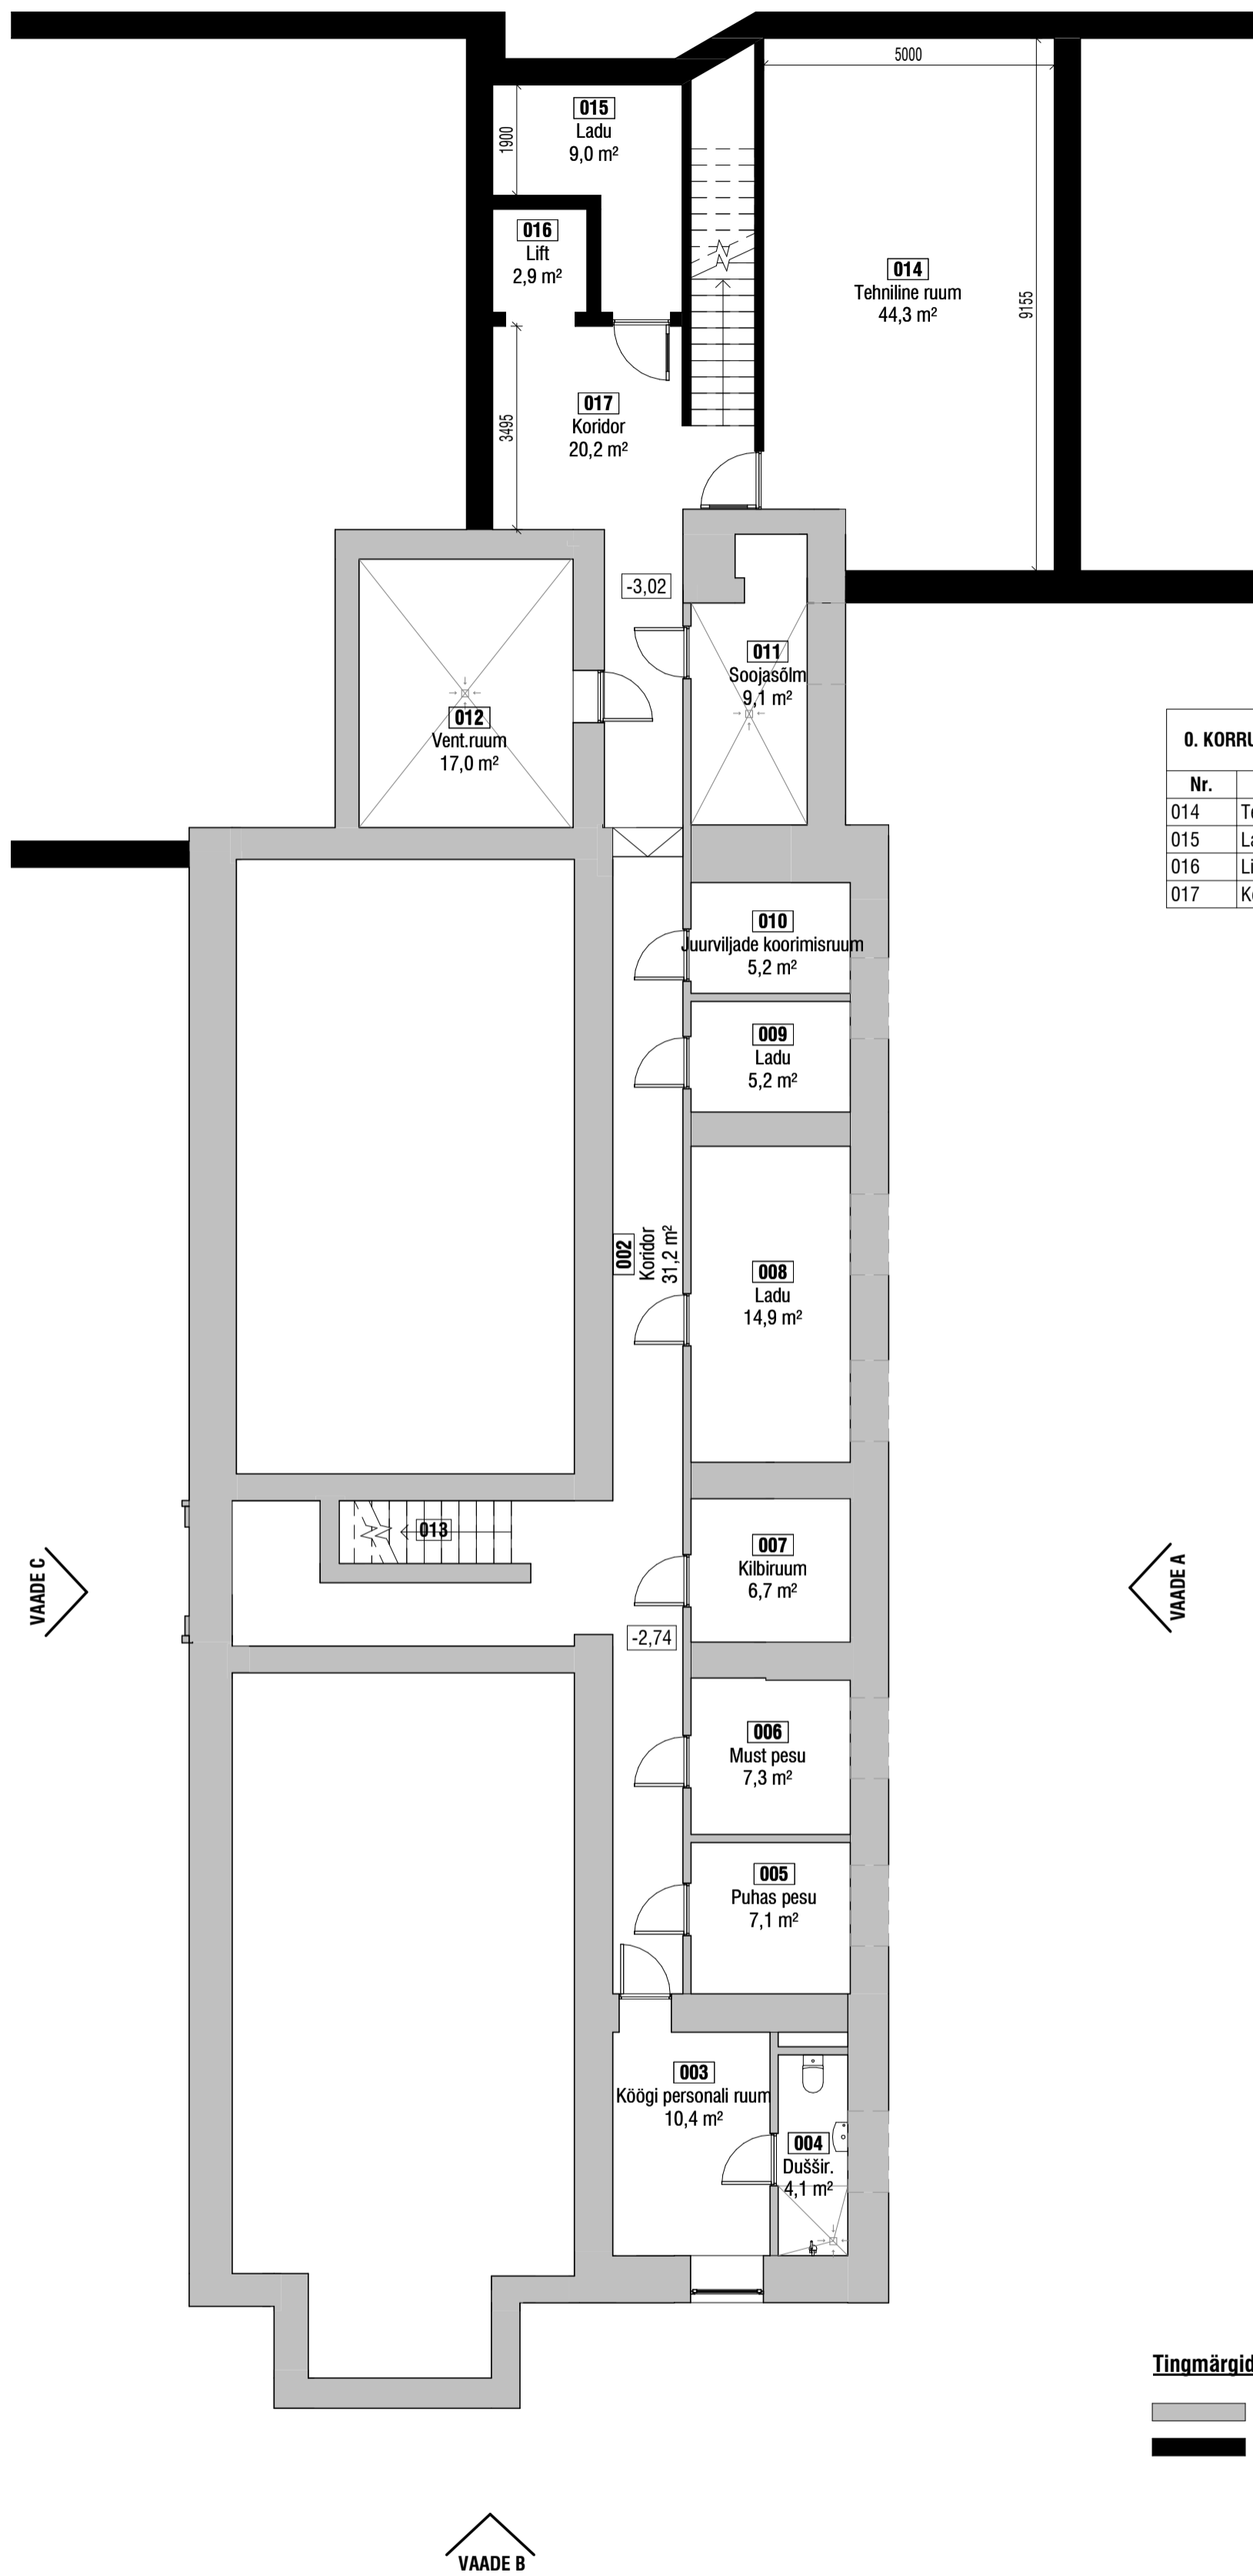 5000
015
Ladu
9,0 m²
1900
016
Lift
2,9 m²
014
Tehniline ruum
44,3 m²
9155
017
Koridor
20,2 m²
3495
-3,02
011
Soojasõlm
9,1 m²
012
Vent.ruum
17,0 m²
0. KORRU
Nr.
014 Te
015 La
016 Li
017 Ko
010
Juurviljade koorimisruum
5,2 m²
009
Ladu
5,2 m²
002
Koridor
31,2 m²
008
Ladu
14,9 m²
013
007
Kilbiruum
6,7 m²
VAADE C
VAADE A
-2,74
006
Must pesu
7,3 m²
005
Puhas pesu
7,1 m²
003
Köögi personali ruum
10,4 m²
004
Duššir.
4,1 m²
Tingmärgid
VAADE B